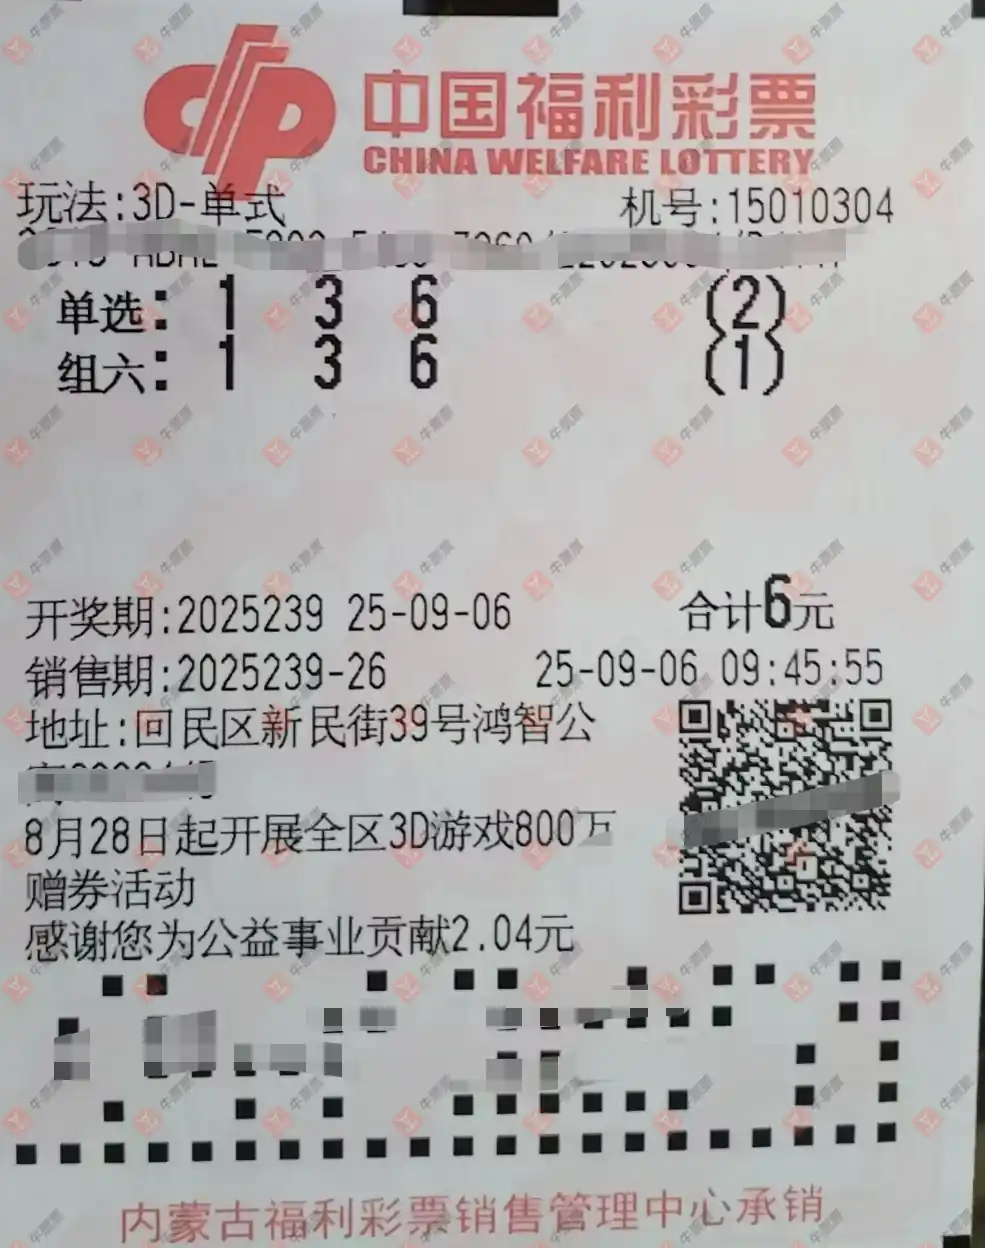 中国福利彩票
CHINA WELFARE LOTTERY
玩法:3D-单式 机号:15010304
单选: 1 3 6 (2)
组六: 1 3 6 (1)
开奖期:2025239 25-09-06 合计6元
销售期:2025239-26 25-09-06 09:45:55
地址:回民区新民街39号鸿智公
8月28日起开展全区3D游戏800万
赠券活动
感谢您为公益事业贡献2.04元
内蒙古福利彩票销售管理中心承销